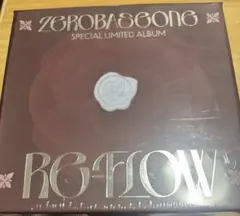 ZEROBASEONE
SPECIAL LIMITED ALBUM
RE-FLOW